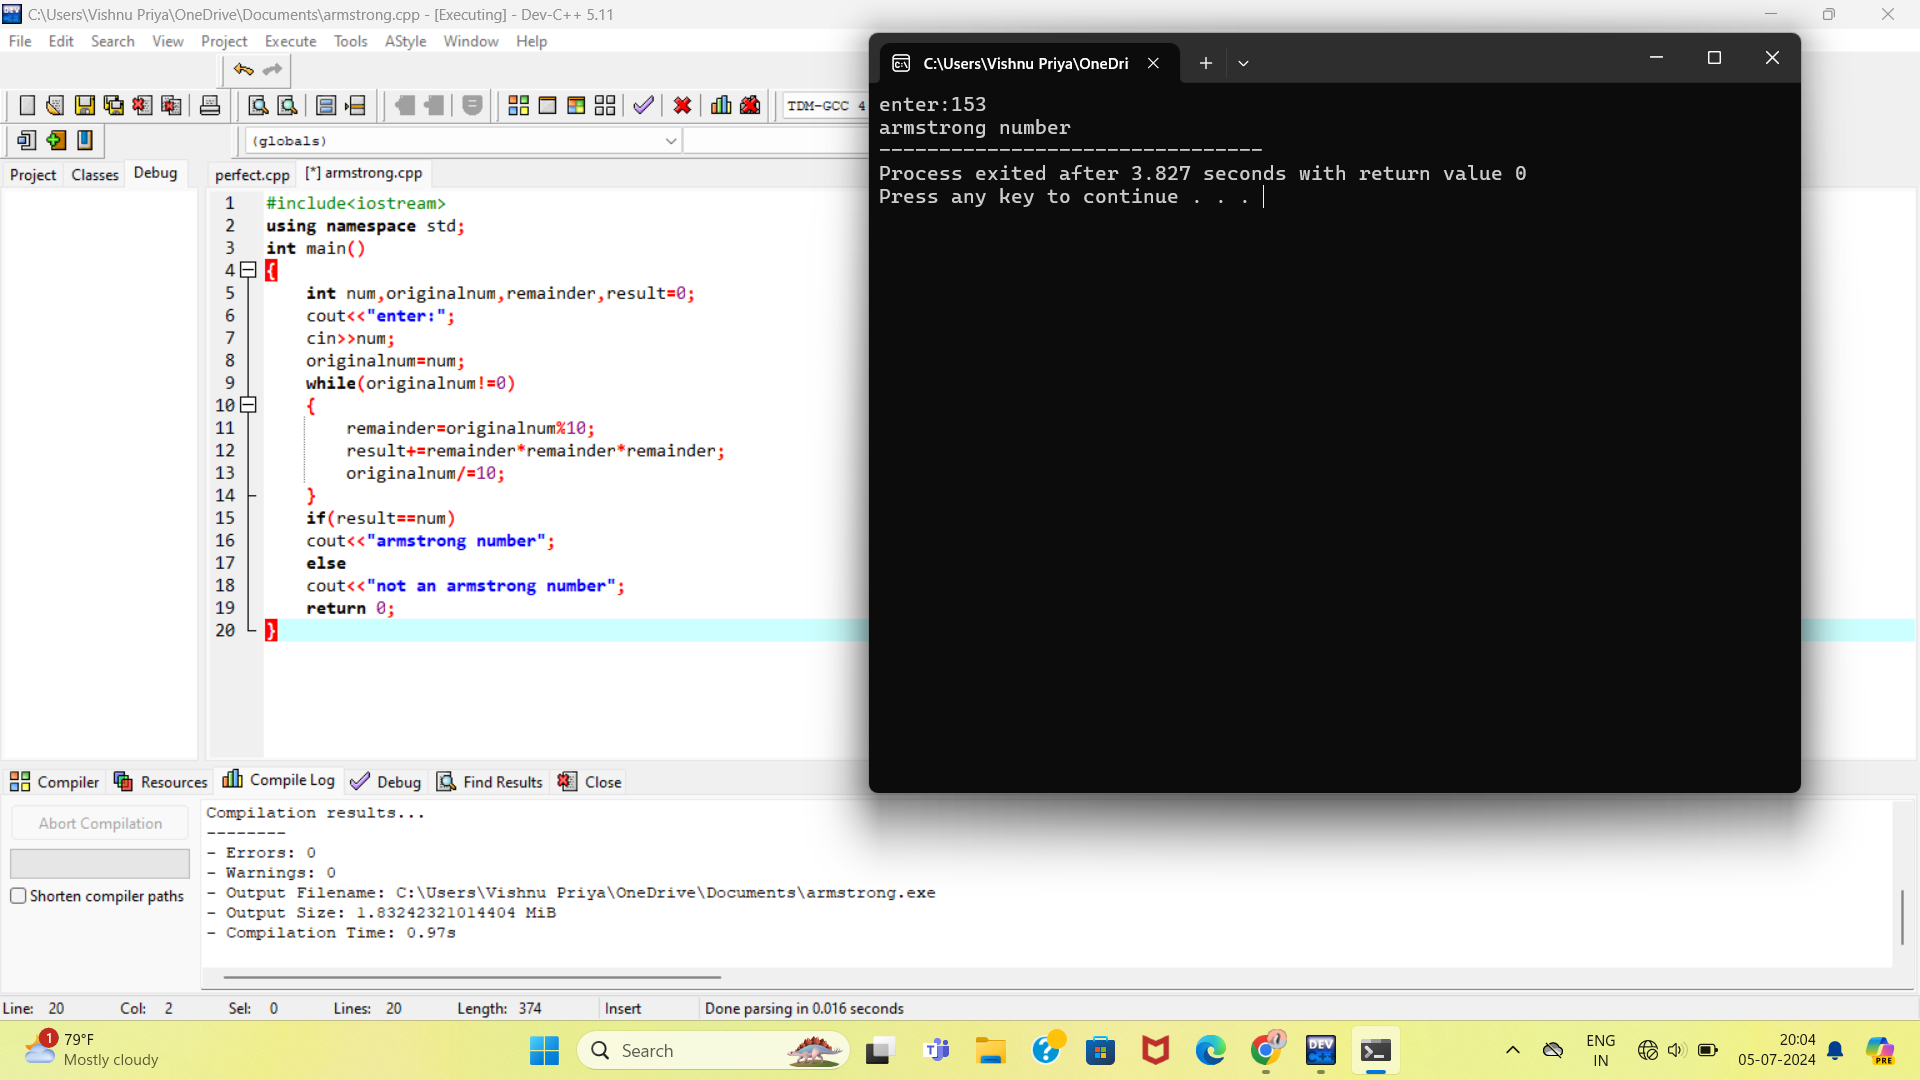 C:\Users\Vishnu Priya\OneDrive\Documents\armstrong.cpp - [Executing] - Dev-C++ 5.11
File Edit Search View Project Execute Tools AStyle Window Help
TDM-GCC 4
(globals)
Project Classes Debug
perfect.cpp [*] armstrong.cpp
1 #include<iostream>
2 using namespace std;
3 int main()
4 {
5 int num,originalnum,remainder,result=0;
6 cout<<"enter:";
7 cin>>num;
8 originalnum=num;
9 while(originalnum!=0)
10 {
11 remainder=originalnum%10;
12 result+=remainder*remainder*remainder;
13 originalnum/=10;
14 }
15 if(result==num)
16 cout<<"armstrong number";
17 else
18 cout<<"not an armstrong number";
19 return 0;
20 }
C:\Users\Vishnu Priya\OneDri
enter:153
armstrong number
--------------------------------
Process exited after 3.827 seconds with return value 0
Press any key to continue . . .
Compiler Resources Compile Log Debug Find Results Close
Abort Compilation
Shorten compiler paths
Compilation results...
--------
- Errors: 0
- Warnings: 0
- Output Filename: C:\Users\Vishnu Priya\OneDrive\Documents\armstrong.exe
- Output Size: 1.83242321014404 MiB
- Compilation Time: 0.97s
Line: 20 Col: 2 Sel: 0 Lines: 20 Length: 374 Insert Done parsing in 0.016 seconds
1
79°F
Mostly cloudy
Search
DEV
ENG
IN
20:04
05-07-2024
PRE